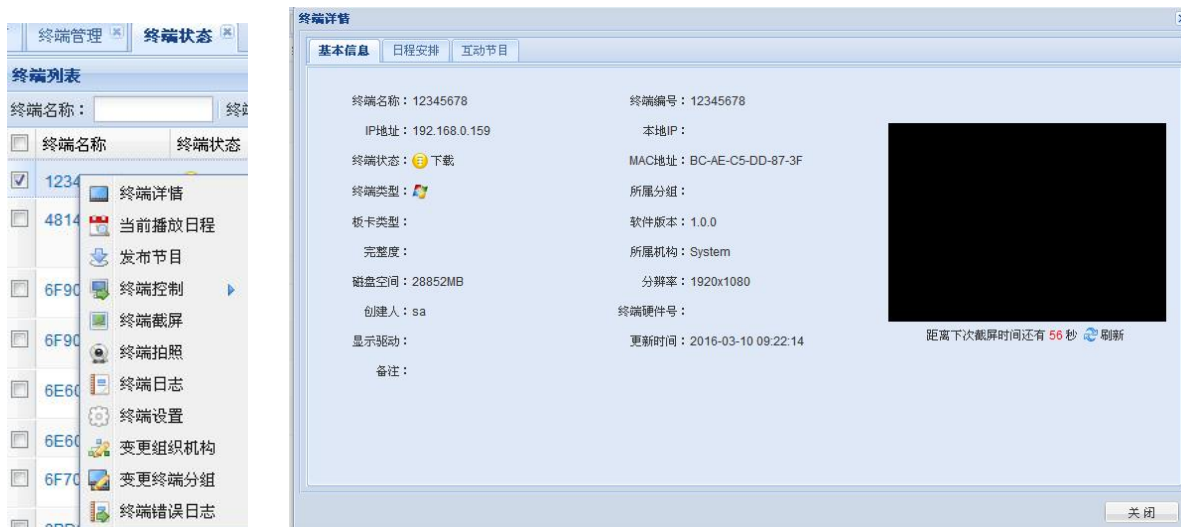 终端管理 终端状态
终端列表
终端名称：
终端名称 终端状态
1234
4814
6F90
6F90
6E60
6E60
6F70
终端详情
当前播放日程
发布节目
终端控制
终端截屏
终端拍照
终端日志
终端设置
变更组织机构
变更终端分组
终端错误日志
终端详情
基本信息 日程安排 互动节目
终端名称：12345678 终端编号：12345678
IP地址：192.168.0.159 本地IP：
终端状态：下载 MAC地址：BC-AE-C5-DD-87-3F
终端类型： 所属分组：
板卡类型： 软件版本：1.0.0
完整度： 所属机构：System
磁盘空间：28852MB 分辨率：1920x1080
创建人：sa 终端硬件号：
显示驱动： 更新时间：2016-03-10 09:22:14
备注：
距离下次截屏时间还有 56 秒 刷新
关闭